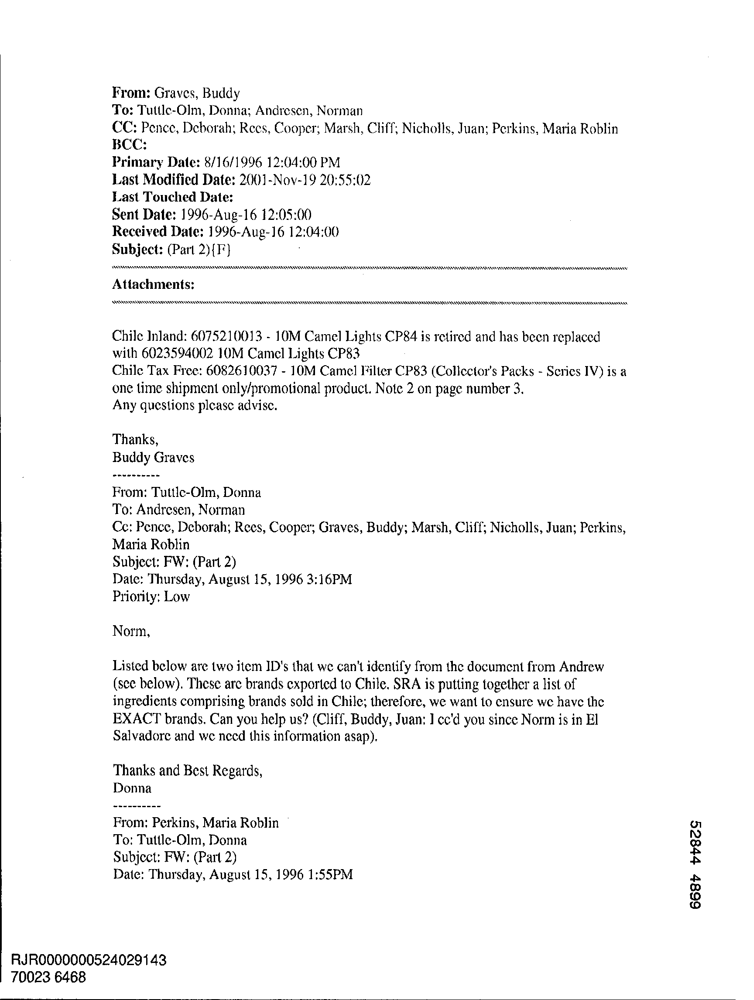 From: Graves, Buddy
To: Tuttle-Olm, Donna; Andresen, Norman
CC: Pence, Deborah; Rees, Cooper; Marsh, Cliff; Nicholls, Juan; Perkins, Maria Roblin
BCC:
Primary Date: 8/16/1996 12:04:00 PM
Last Modified Date: 2001-Nov-19 20:55:02
Last Touched Date:
Sent Date: 1996-Aug-16 12:05:00
Received Date: 1996-Aug-16 12:04:00
Subject: (Part 2){F}
Attachments:
Chile Inland: 6075210013 - 10M Camel Lights CP84 is retired and has been replaced
with 6023594002 10M Camel Lights CP83
Chile Tax Free: 6082610037 - 10M Camel Filter CP83 (Collector's Packs - Series IV) is a
one time shipment only/promotional product. Note 2 on page number 3.
Any questions please advise.
Thanks,
Buddy Graves
----------
From: Tuttle-Olm, Donna
To: Andresen, Norman
Cc: Pence, Deborah; Rees, Cooper; Graves, Buddy; Marsh, Cliff; Nicholls, Juan; Perkins,
Maria Roblin
Subject: FW: (Part 2)
Date: Thursday, August 15, 1996 3:16PM
Priority: Low
Norm,
Listed below are two item ID's that we can't identify from the document from Andrew
(see below). These are brands exported to Chile. SRA is putting together a list of
ingredients comprising brands sold in Chile; therefore, we want to ensure we have the
EXACT brands. Can you help us? (Cliff, Buddy, Juan: I cc'd you since Norm is in El
Salvadore and we need this information asap).
Thanks and Best Regards,
Donna
----------
From: Perkins, Maria Roblin
To: Tuttle-Olm, Donna
Subject: FW: (Part 2)
Date: Thursday, August 15, 1996 1:55PM
52844 4899
RJR0000000524029143
70023 6468